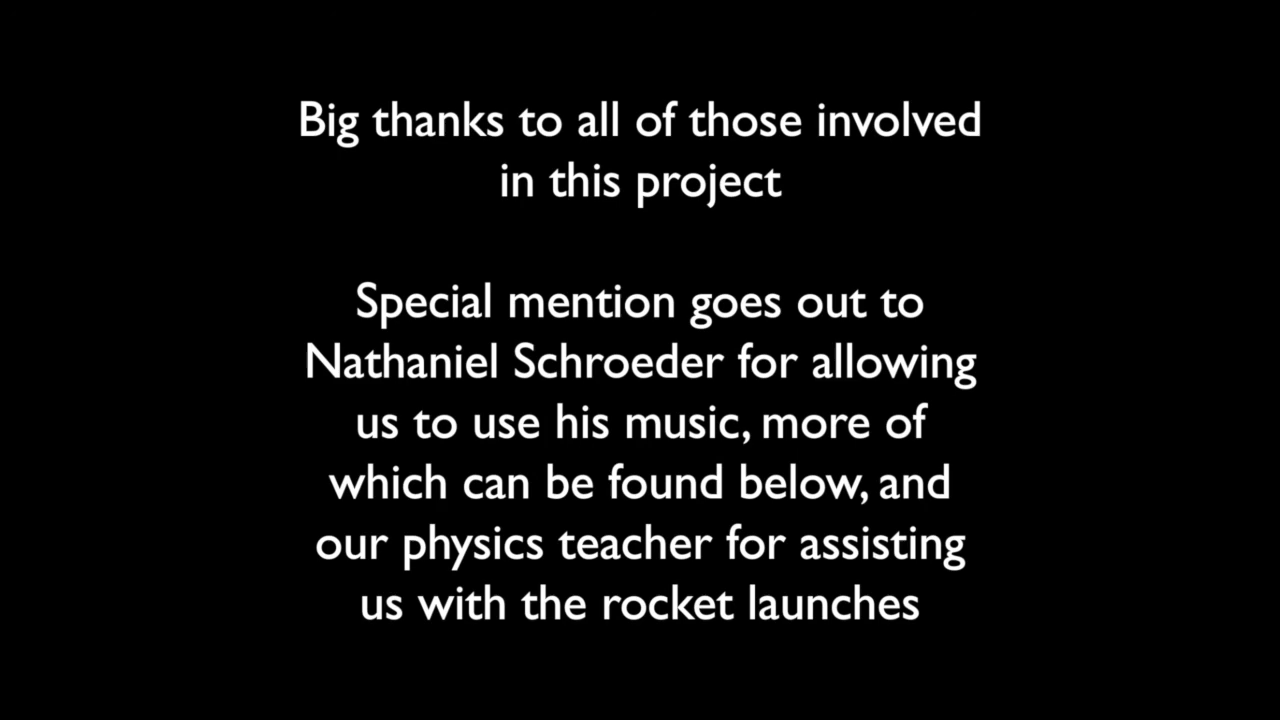 Big thanks to all of those involved
in this project
Special mention goes out to
Nathaniel Schroeder for allowing
us to use his music, more of
which can be found below, and
our physics teacher for assisting
us with the rocket launches